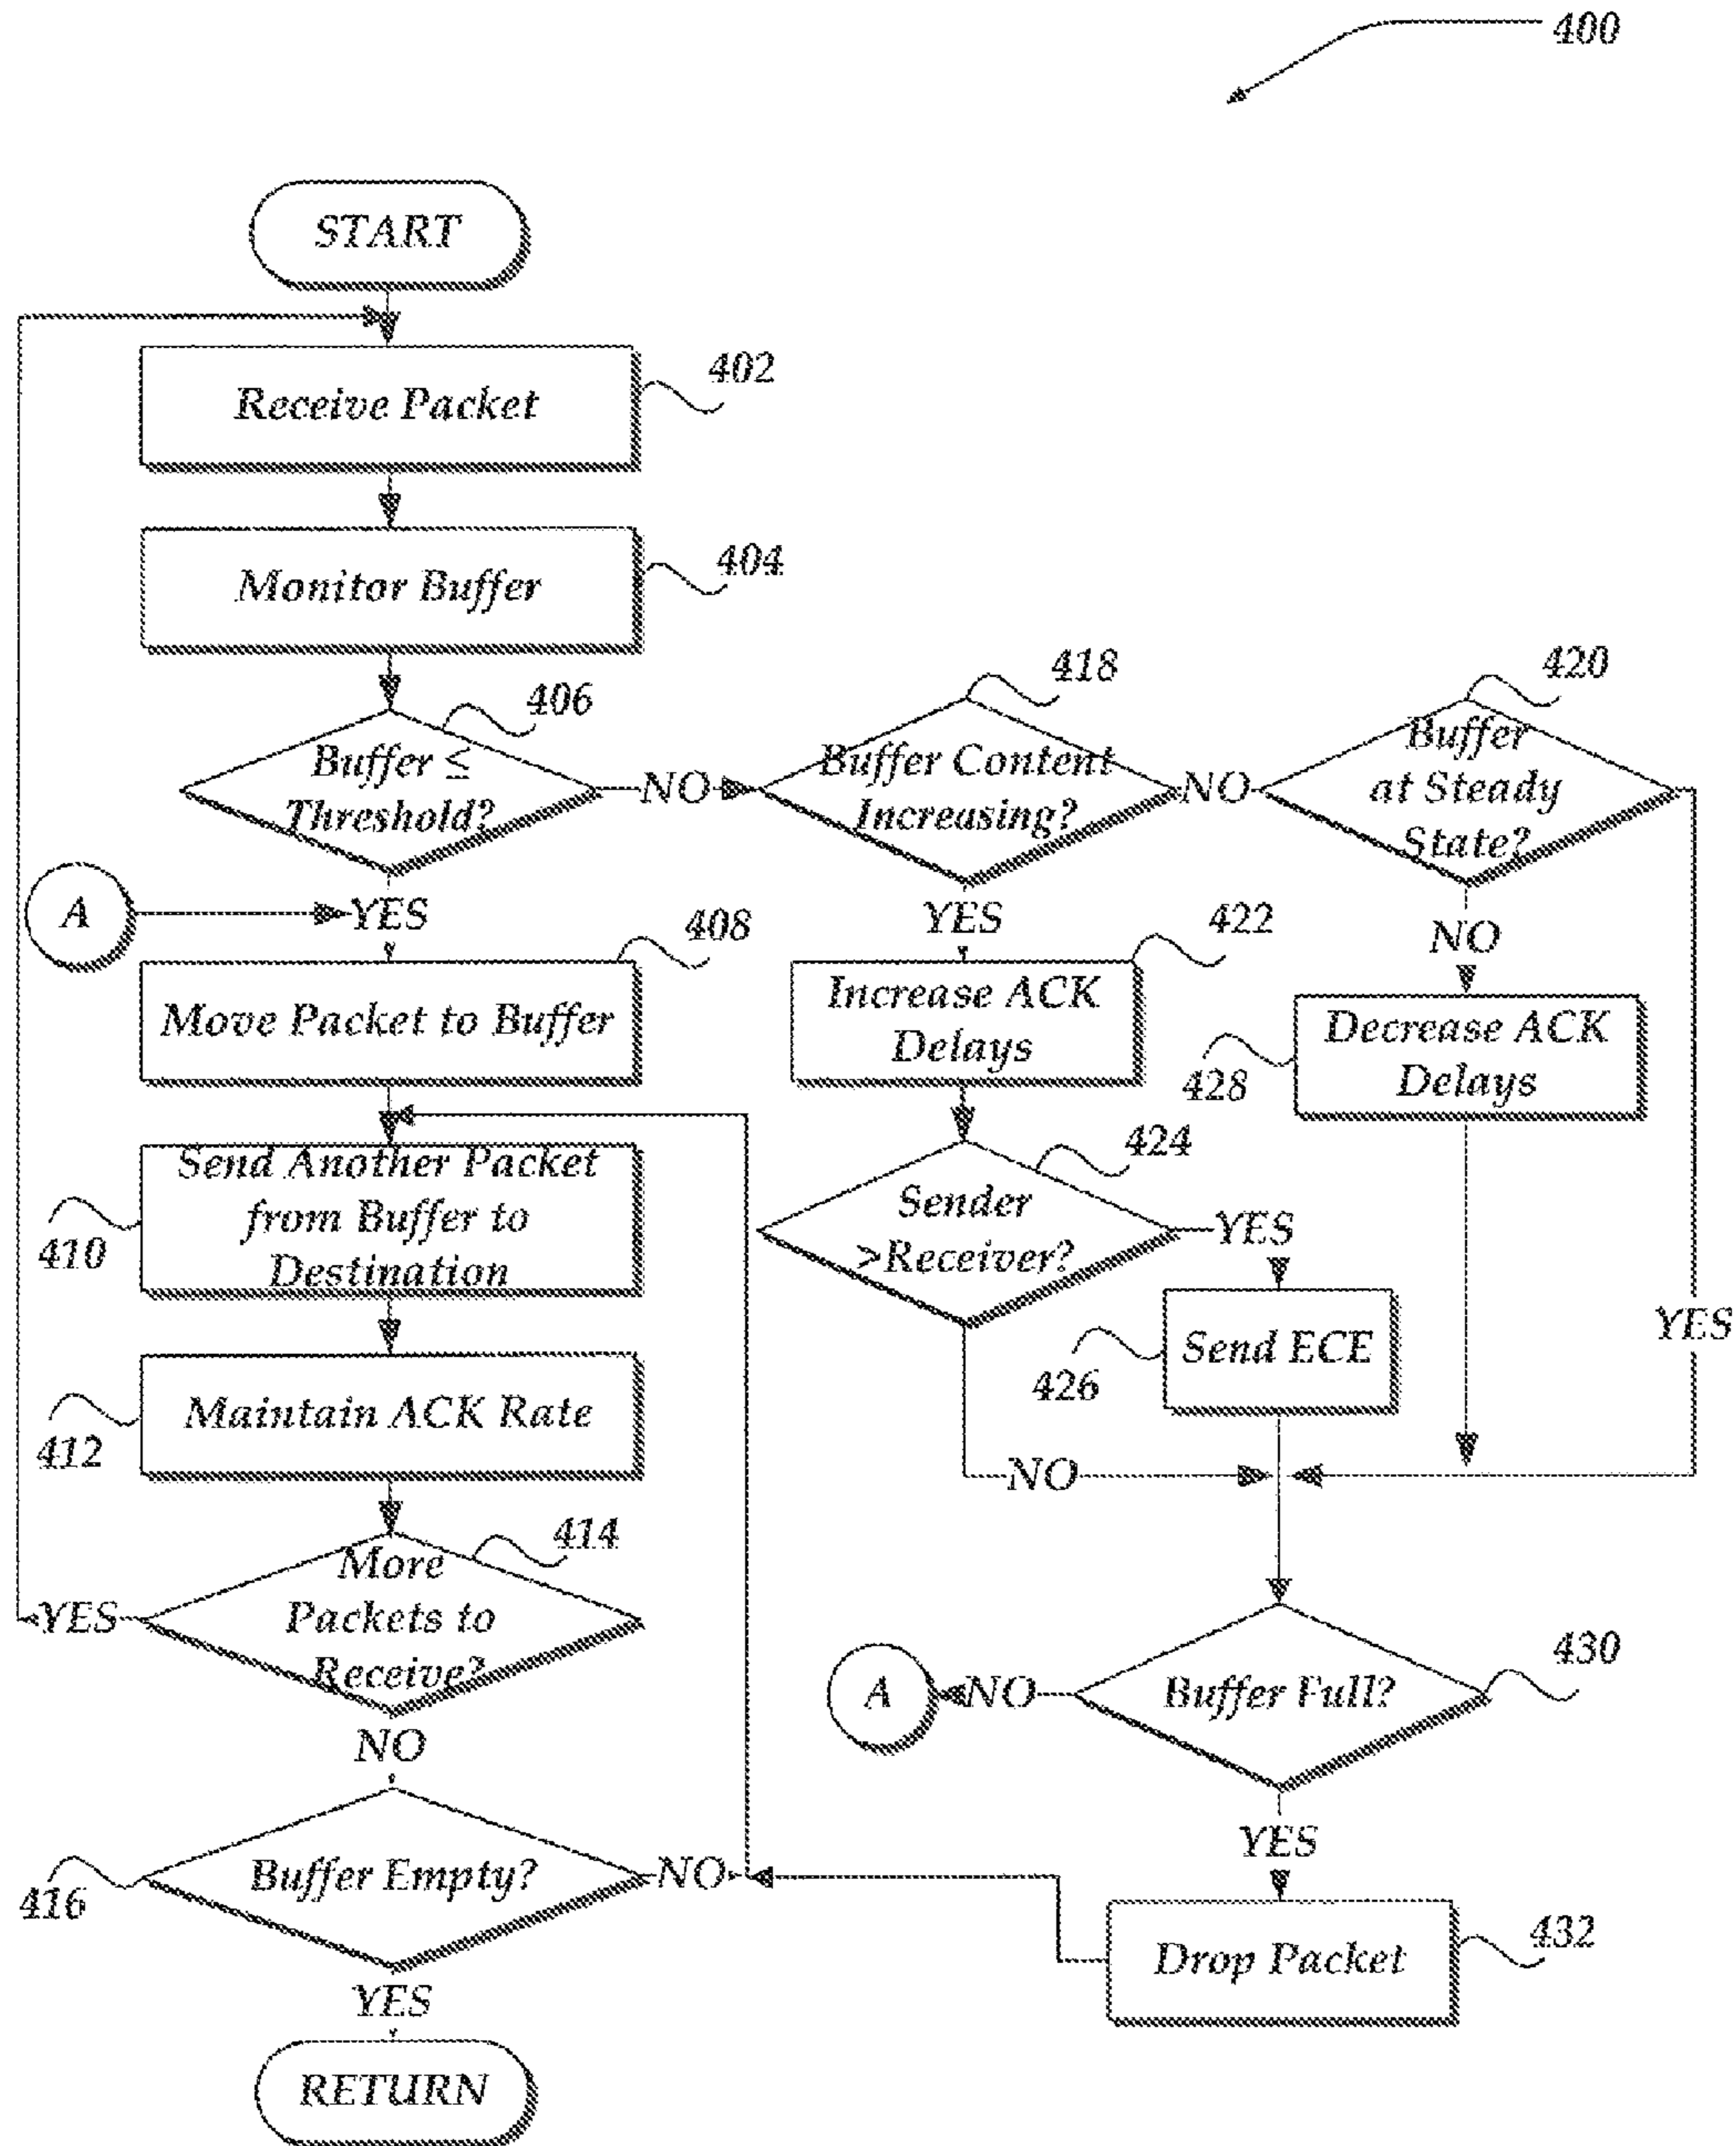 400
START
Receive Packet
402
Monitor Buffer
404
406
Buffer ≤
Threshold?
NO
418
Buffer Content
Increasing?
NO
420
Buffer
at Steady
State?
A
YES
408
Move Packet to Buffer
YES
422
Increase ACK
Delays
NO
Decrease ACK
Delays
428
Send Another Packet
from Buffer to
Destination
410
424
Sender
>Receiver?
YES
Send ECE
426
YES
Maintain ACK Rate
412
NO
414
More
Packets to
Receive?
YES
NO
A
NO
Buffer Full?
430
Buffer Empty?
416
NO
YES
Drop Packet
432
YES
RETURN